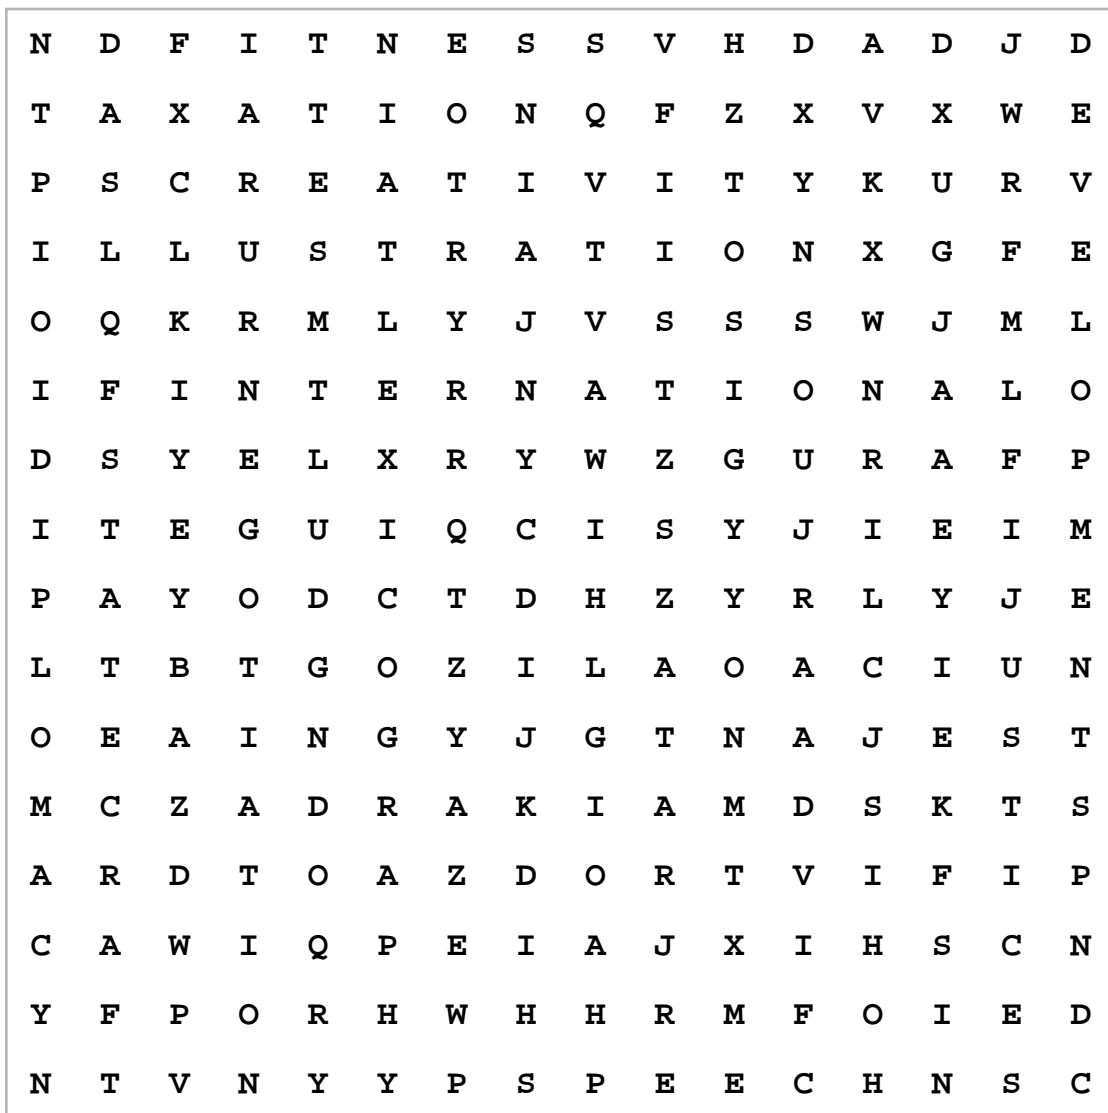 N D F I T N E S S V H D A D J D
T A X A T I O N Q F Z X V X W E
P S C R E A T I V I T Y K U R V
I L L U S T R A T I O N X G F E
O Q K R M L Y J V S S S W J M L
I F I N T E R N A T I O N A L O
D S Y E L X R Y W Z G U R A F P
I T E G U I Q C I S Y J I E I M
P A Y O D C T D H Z Y R L Y J E
L T B T G O Z I L A O A C I U N
O E A I N G Y J G T N A J E S T
M C Z A D R A K I A M D S K T S
A R D T O A Z D O R T V I F I P
C A W I Q P E I A J X I H S C N
Y F P O R H W H H R M F O I E D
N T V N Y Y P S P E E C H N S C